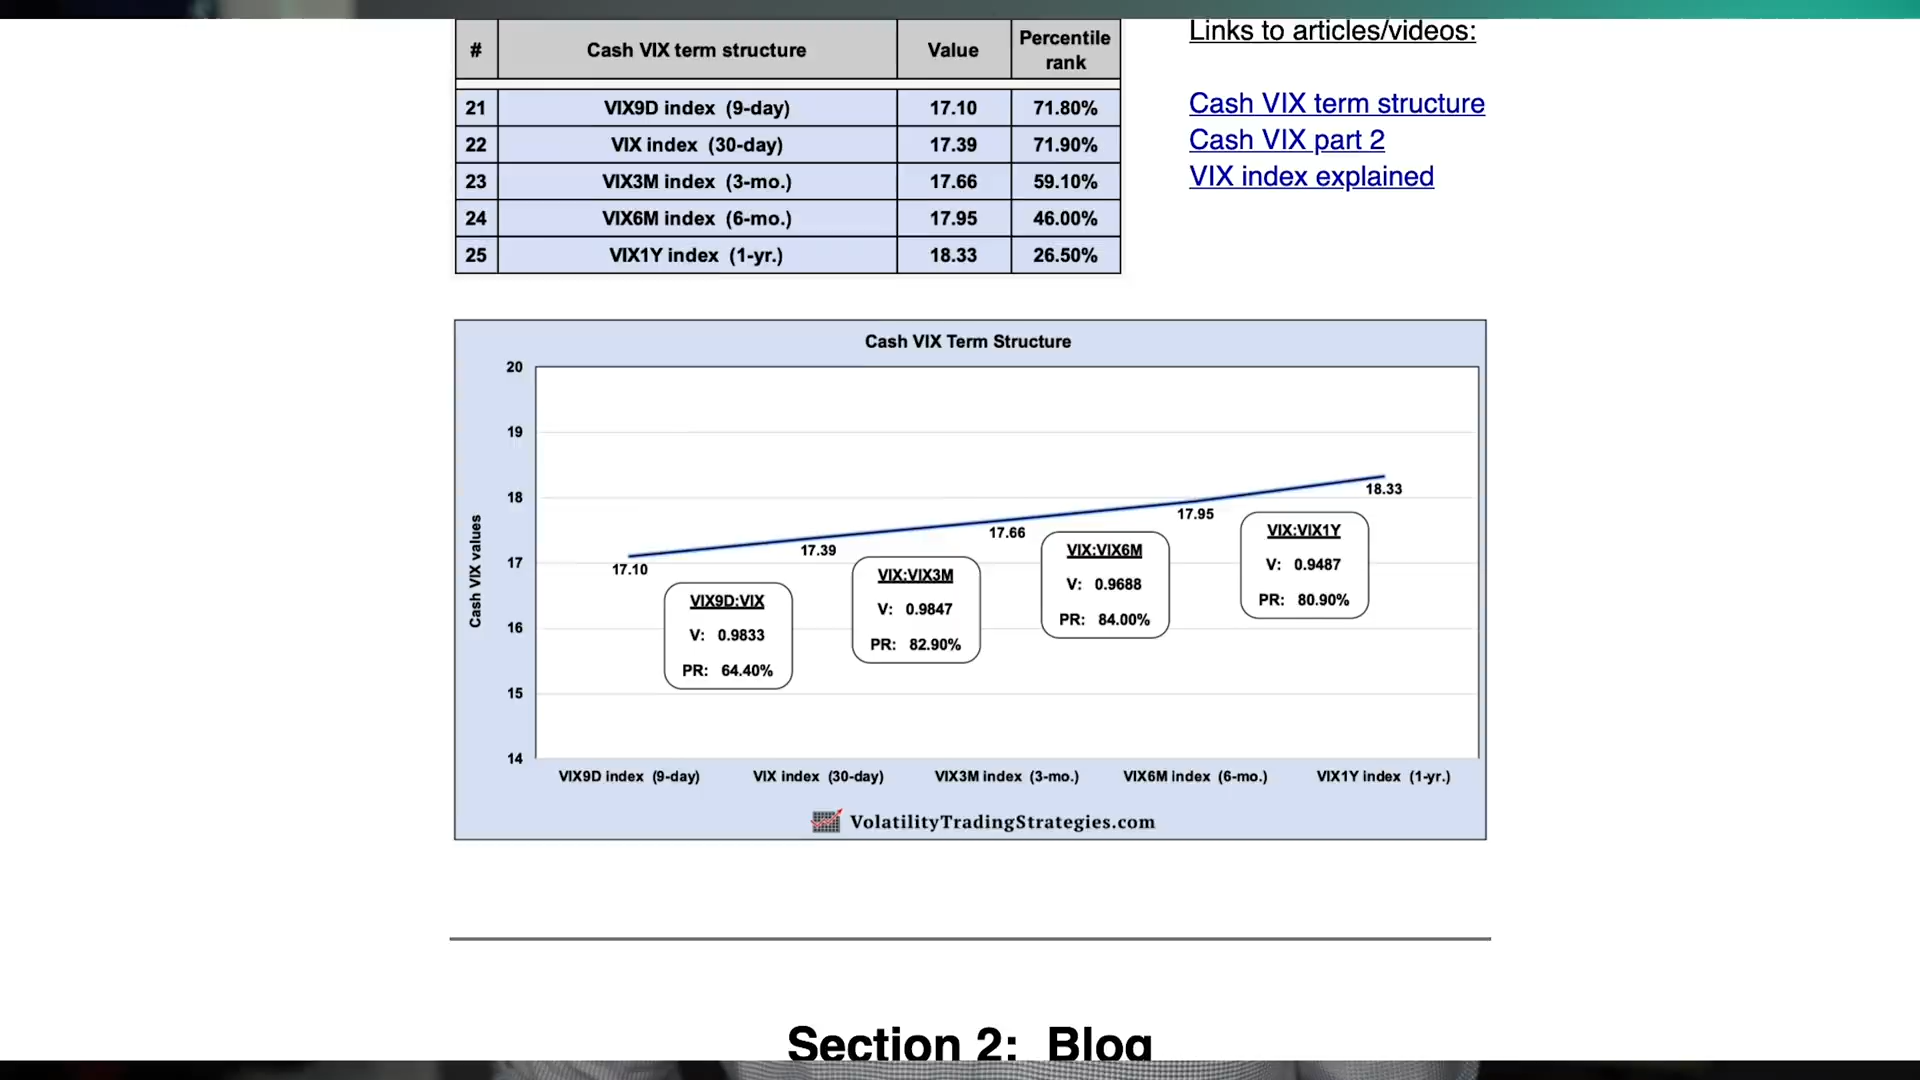 # Cash VIX term structure Value Percentile rank
21 VIX9D index (9-day) 17.10 71.80%
22 VIX index (30-day) 17.39 71.90%
23 VIX3M index (3-mo.) 17.66 59.10%
24 VIX6M index (6-mo.) 17.95 46.00%
25 VIX1Y index (1-yr.) 18.33 26.50%
Links to articles/videos:
Cash VIX term structure
Cash VIX part 2
VIX index explained
Cash VIX Term Structure
Cash VIX values
20
19
18
17
16
15
14
17.10
17.39
17.66
17.95
18.33
VIX9D:VIX
V: 0.9833
PR: 64.40%
VIX:VIX3M
V: 0.9847
PR: 82.90%
VIX:VIX6M
V: 0.9688
PR: 84.00%
VIX:VIX1Y
V: 0.9487
PR: 80.90%
VIX9D index (9-day) VIX index (30-day) VIX3M index (3-mo.) VIX6M index (6-mo.) VIX1Y index (1-yr.)
VolatilityTradingStrategies.com
Section 2: Blog